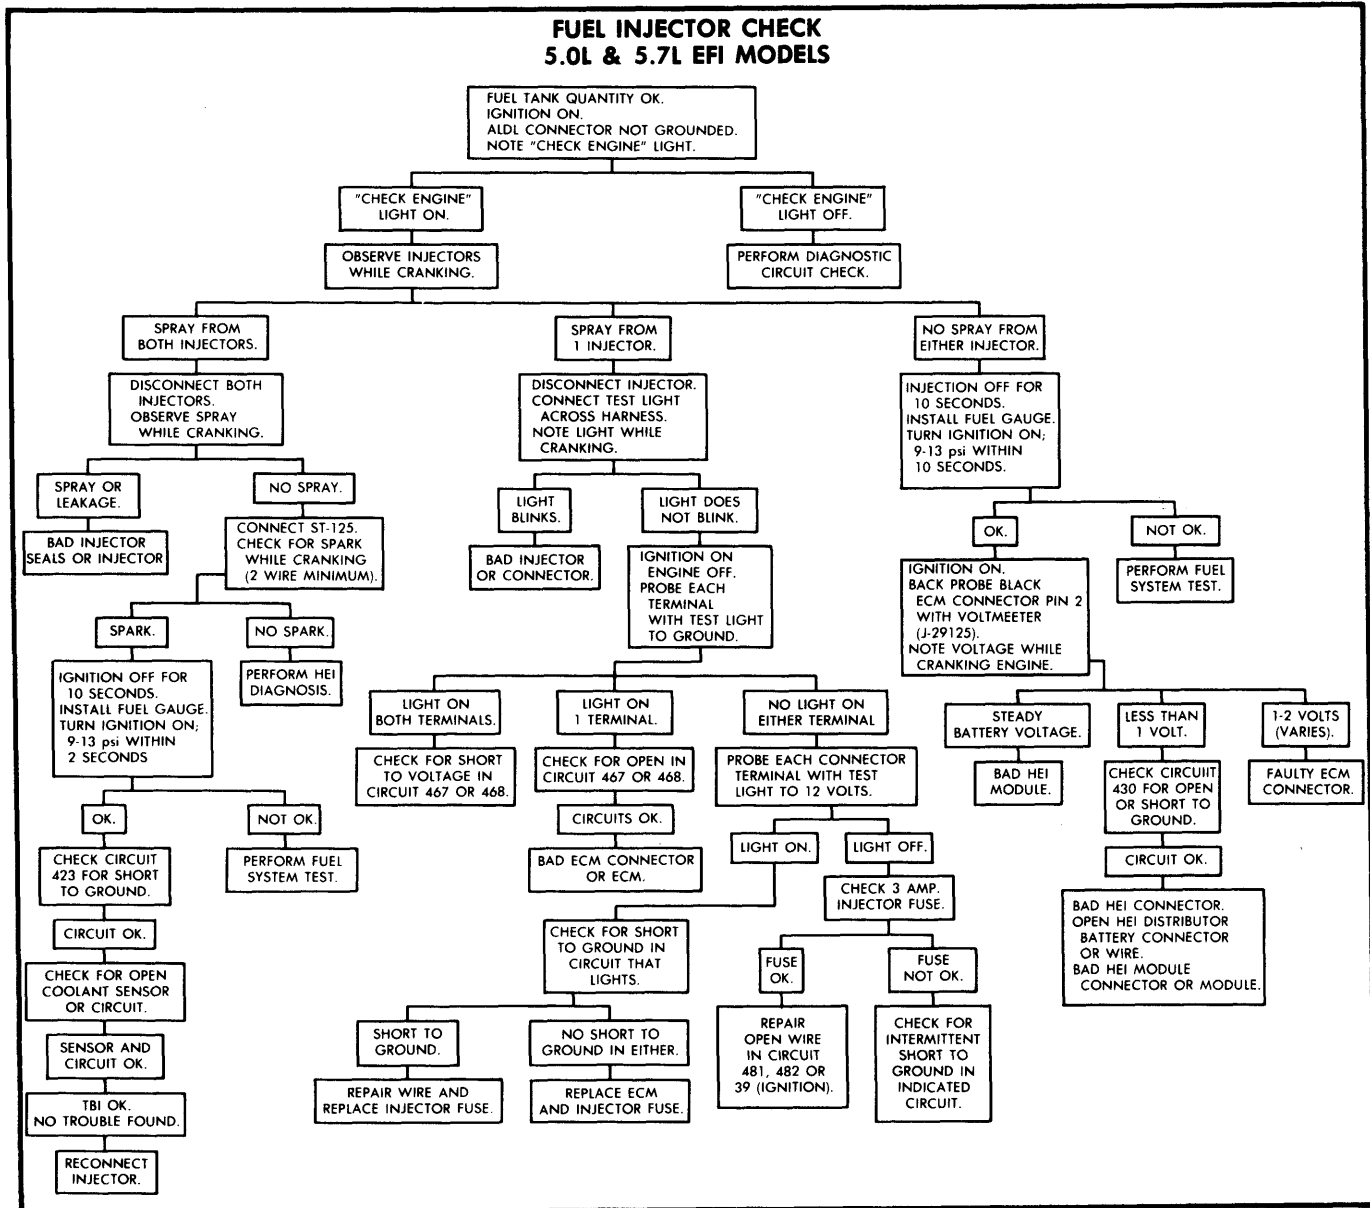 FUEL INJECTOR CHECK
5.0L & 5.7L EFI MODELS
FUEL TANK QUANTITY OK.
IGNITION ON.
ALDL CONNECTOR NOT GROUNDED.
NOTE "CHECK ENGINE" LIGHT.
"CHECK ENGINE"
LIGHT ON.
"CHECK ENGINE"
LIGHT OFF.
OBSERVE INJECTORS
WHILE CRANKING.
PERFORM DIAGNOSTIC
CIRCUIT CHECK.
SPRAY FROM
BOTH INJECTORS.
SPRAY FROM
1 INJECTOR.
NO SPRAY FROM
EITHER INJECTOR.
DISCONNECT BOTH
INJECTORS.
OBSERVE SPRAY
WHILE CRANKING.
DISCONNECT INJECTOR.
CONNECT TEST LIGHT
ACROSS HARNESS.
NOTE LIGHT WHILE
CRANKING.
INJECTION OFF FOR
10 SECONDS.
INSTALL FUEL GAUGE.
TURN IGNITION ON;
9-13 psi WITHIN
10 SECONDS.
SPRAY OR
LEAKAGE.
NO SPRAY.
LIGHT
BLINKS.
LIGHT DOES
NOT BLINK.
OK.
NOT OK.
BAD INJECTOR
SEALS OR INJECTOR
CONNECT ST-125.
CHECK FOR SPARK
WHILE CRANKING
(2 WIRE MINIMUM).
BAD INJECTOR
OR CONNECTOR.
IGNITION ON
ENGINE OFF.
PROBE EACH
TERMINAL
WITH TEST LIGHT
TO GROUND.
IGNITION ON.
BACK PROBE BLACK
ECM CONNECTOR PIN 2
WITH VOLTMEETER
(J-29125).
NOTE VOLTAGE WHILE
CRANKING ENGINE.
PERFORM FUEL
SYSTEM TEST.
SPARK.
NO SPARK.
IGNITION OFF FOR
10 SECONDS.
INSTALL FUEL GAUGE.
TURN IGNITION ON;
9-13 psi WITHIN
2 SECONDS
PERFORM HEI
DIAGNOSIS.
LIGHT ON
BOTH TERMINALS.
LIGHT ON
1 TERMINAL.
NO LIGHT ON
EITHER TERMINAL
STEADY
BATTERY VOLTAGE.
LESS THAN
1 VOLT.
1-2 VOLTS
(VARIES).
CHECK FOR SHORT
TO VOLTAGE IN
CIRCUIT 467 OR 468.
CHECK FOR OPEN IN
CIRCUIT 467 OR 468.
PROBE EACH CONNECTOR
TERMINAL WITH TEST
LIGHT TO 12 VOLTS.
BAD HEI
MODULE.
CHECK CIRCUIIT
430 FOR OPEN
OR SHORT TO
GROUND.
FAULTY ECM
CONNECTOR.
OK.
NOT OK.
CIRCUITS OK.
LIGHT ON.
LIGHT OFF.
CIRCUIT OK.
CHECK CIRCUIT
423 FOR SHORT
TO GROUND.
PERFORM FUEL
SYSTEM TEST.
BAD ECM CONNECTOR
OR ECM.
CHECK 3 AMP.
INJECTOR FUSE.
BAD HEI CONNECTOR.
OPEN HEI DISTRIBUTOR
BATTERY CONNECTOR
OR WIRE.
BAD HEI MODULE
CONNECTOR OR MODULE.
CIRCUIT OK.
CHECK FOR SHORT
TO GROUND IN
CIRCUIT THAT
LIGHTS.
FUSE
OK.
FUSE
NOT OK.
CHECK FOR OPEN
COOLANT SENSOR
OR CIRCUIT.
SHORT TO
GROUND.
NO SHORT TO
GROUND IN EITHER.
REPAIR
OPEN WIRE
IN CIRCUIT
481, 482 OR
39 (IGNITION).
CHECK FOR
INTERMITTENT
SHORT TO
GROUND IN
INDICATED
CIRCUIT.
SENSOR AND
CIRCUIT OK.
REPAIR WIRE AND
REPLACE INJECTOR FUSE.
REPLACE ECM
AND INJECTOR FUSE.
TBI OK.
NO TROUBLE FOUND.
RECONNECT
INJECTOR.